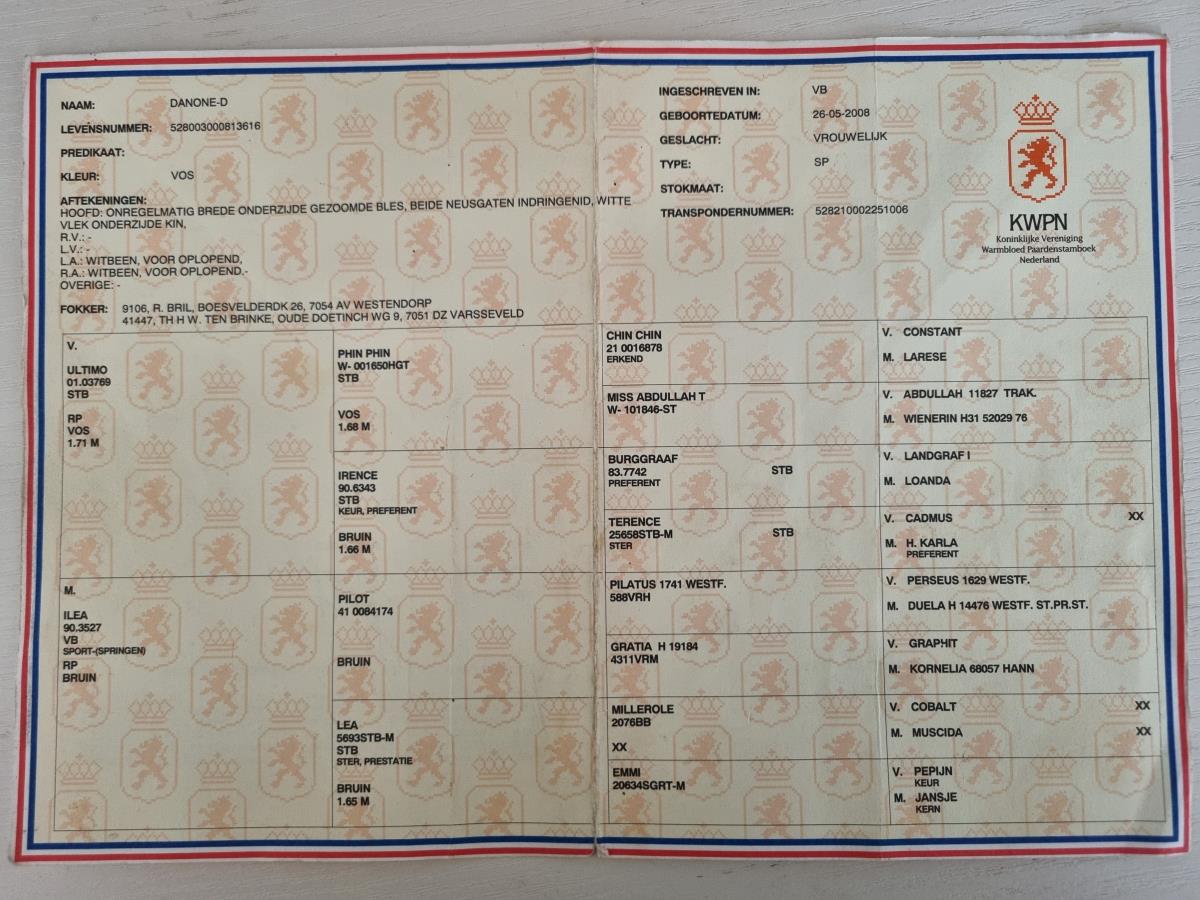 NAAM: DANONE-D
LEVENSNUMMER: 528003000813616
PREDIKAAT:
KLEUR: VOS
AFTEKENINGEN:
HOOFD: ONREGELMATIG BREDE ONDERZIJDE GEZOOMDE BLES, BEIDE NEUSGATEN INDRINGENID, WITTE
VLEK ONDERZIJDE KIN,
R.V.: -
L.V.: -
L.A.: WITBEEN, VOOR OPLOPEND,
R.A.: WITBEEN, VOOR OPLOPEND.-
OVERIGE: -
FOKKER: 9106, R. BRIL, BOESVELDERDK 26, 7054 AV WESTENDORP
41447, TH H W. TEN BRINKE, OUDE DOETINCH WG 9, 7051 DZ VARSSEVELD
INGESCHREVEN IN: VB
GEBOORTEDATUM: 26-05-2008
GESLACHT: VROUWELIJK
TYPE: SP
STOKMAAT:
TRANSPONDERNUMMER: 528210002251006
KWPN
Koninklijke Vereniging
Warmbloed Paardenstamboek
Nederland
V.
ULTIMO
01.03769
STB
RP
VOS
1.71 M
M.
ILEA
90.3527
VB
SPORT-(SPRINGEN)
RP
BRUIN
PHIN PHIN
W- 001650HGT
STB
VOS
1.68 M
IRENCE
90.6343
STB
KEUR, PREFERENT
BRUIN
1.66 M
PILOT
41 0084174
BRUIN
LEA
5693STB-M
STB
STER, PRESTATIE
BRUIN
1.65 M
CHIN CHIN
21 0016878
ERKEND
MISS ABDULLAH T
W- 101846-ST
BURGGRAAF
83.7742 STB
PREFERENT
TERENCE
25658STB-M STB
STER
PILATUS 1741 WESTF.
588VRH
GRATIA H 19184
4311VRM
MILLEROLE
2076BB
XX
EMMI
20634SGRT-M
V. CONSTANT
M. LARESE
V. ABDULLAH 11827 TRAK.
M. WIENERIN H31 52029 76
V. LANDGRAF I
M. LOANDA
V. CADMUS XX
M. H. KARLA
PREFERENT
V. PERSEUS 1629 WESTF.
M. DUELA H 14476 WESTF. ST.PR.ST.
V. GRAPHIT
M. KORNELIA 68057 HANN
V. COBALT XX
M. MUSCIDA XX
V. PEPIJN
KEUR
M. JANSJE
KERN